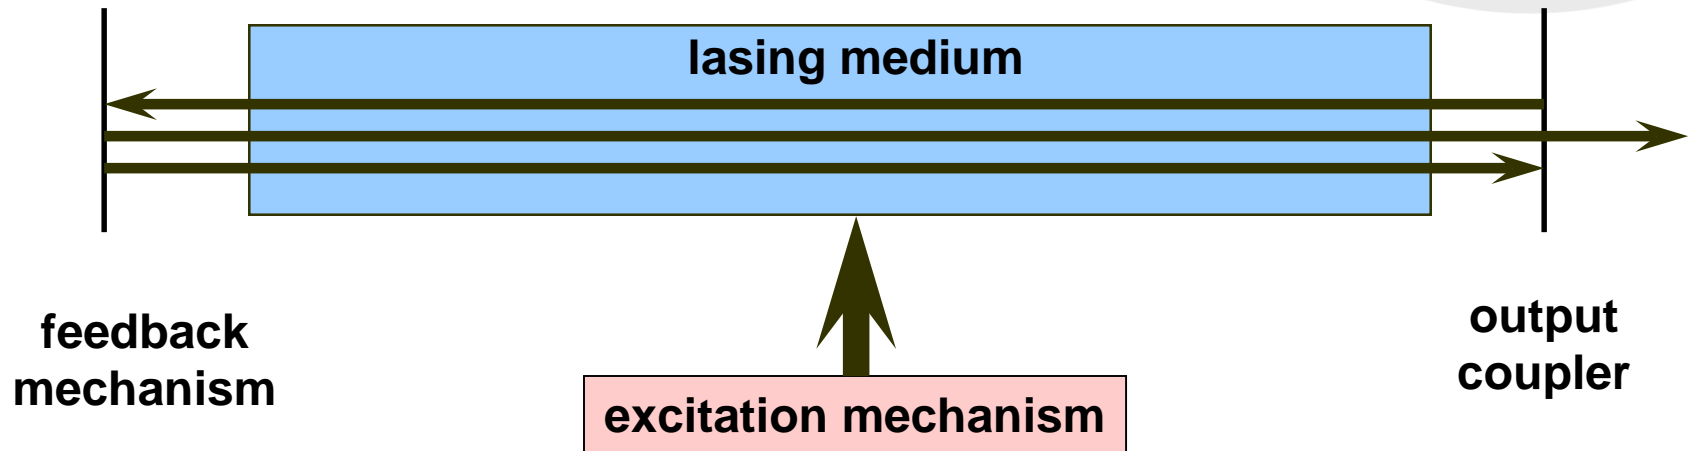 lasing medium
feedback
mechanism
output
coupler
excitation mechanism